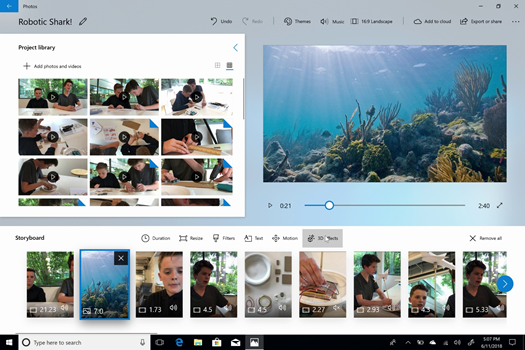 Photos
Robotic Shark!
Undo
Redo
Themes
Music
16:9 Landscape
Add to cloud
Export or share
Project library
Add photos and videos
0:21
2:40
Storyboard
Duration
Resize
Filters
Text
Motion
3D effects
Remove all
21.23
7.0
1.73
4.5
4.5
2.27
2.93
4.3
5.33
Type here to search
5:07 PM
6/11/2018